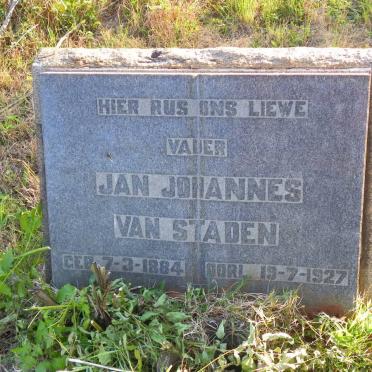 HIER RUS ONS LIEWE
VADER
JAN JOHANNES
VAN STADEN
GEB. 7-3-1884 OORL. 19-7-1927